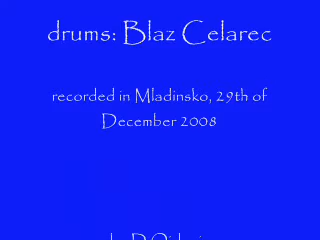 drums: Blaz Celarec
recorded in Mladinsko, 29th of
December 2008